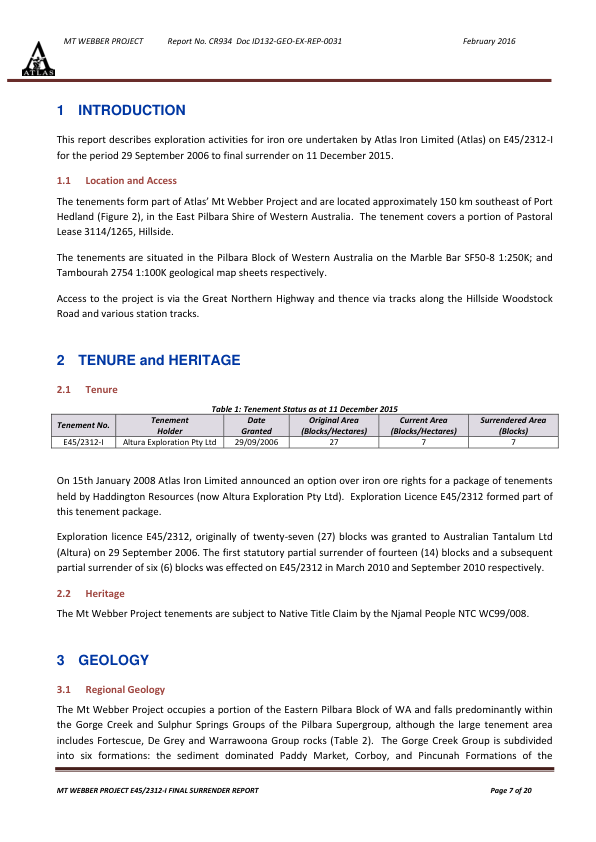 MT WEBBER PROJECT Report No. CR934 Doc ID132-GEO-EX-REP-0031 February 2016
ATLAS
1 INTRODUCTION
This report describes exploration activities for iron ore undertaken by Atlas Iron Limited (Atlas) on E45/2312-I
for the period 29 September 2006 to final surrender on 11 December 2015.
1.1 Location and Access
The tenements form part of Atlas' Mt Webber Project and are located approximately 150 km southeast of Port
Hedland (Figure 2), in the East Pilbara Shire of Western Australia. The tenement covers a portion of Pastoral
Lease 3114/1265, Hillside.
The tenements are situated in the Pilbara Block of Western Australia on the Marble Bar SF50-8 1:250K; and
Tambourah 2754 1:100K geological map sheets respectively.
Access to the project is via the Great Northern Highway and thence via tracks along the Hillside Woodstock
Road and various station tracks.
2 TENURE and HERITAGE
2.1 Tenure
Table 1: Tenement Status as at 11 December 2015
Tenement No. Tenement Holder Date Granted Original Area (Blocks/Hectares) Current Area (Blocks/Hectares) Surrendered Area (Blocks)
E45/2312-I Altura Exploration Pty Ltd 29/09/2006 27 7 7
On 15th January 2008 Atlas Iron Limited announced an option over iron ore rights for a package of tenements
held by Haddington Resources (now Altura Exploration Pty Ltd). Exploration Licence E45/2312 formed part of
this tenement package.
Exploration licence E45/2312, originally of twenty-seven (27) blocks was granted to Australian Tantalum Ltd
(Altura) on 29 September 2006. The first statutory partial surrender of fourteen (14) blocks and a subsequent
partial surrender of six (6) blocks was effected on E45/2312 in March 2010 and September 2010 respectively.
2.2 Heritage
The Mt Webber Project tenements are subject to Native Title Claim by the Njamal People NTC WC99/008.
3 GEOLOGY
3.1 Regional Geology
The Mt Webber Project occupies a portion of the Eastern Pilbara Block of WA and falls predominantly within
the Gorge Creek and Sulphur Springs Groups of the Pilbara Supergroup, although the large tenement area
includes Fortescue, De Grey and Warrawoona Group rocks (Table 2). The Gorge Creek Group is subdivided
into six formations: the sediment dominated Paddy Market, Corboy, and Pincunah Formations of the
MT WEBBER PROJECT E45/2312-I FINAL SURRENDER REPORT Page 7 of 20